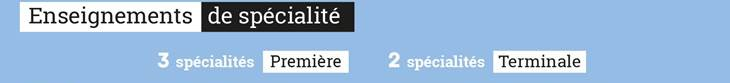 Enseignements de spécialité
3 spécialités Première 2 spécialités Terminale